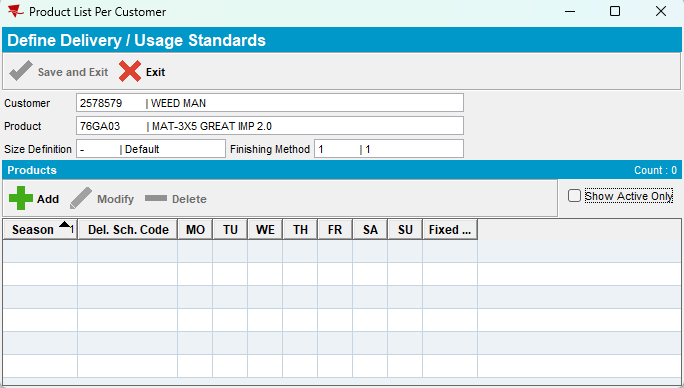 Product List Per Customer
Define Delivery / Usage Standards
Save and Exit Exit
Customer 2578579 | WEED MAN
Product 76GA03 | MAT-3X5 GREAT IMP 2.0
Size Definition - | Default Finishing Method 1 | 1
Products Count : 0
Add Modify Delete Show Active Only
Season 1 Del. Sch. Code MO TU WE TH FR SA SU Fixed ...